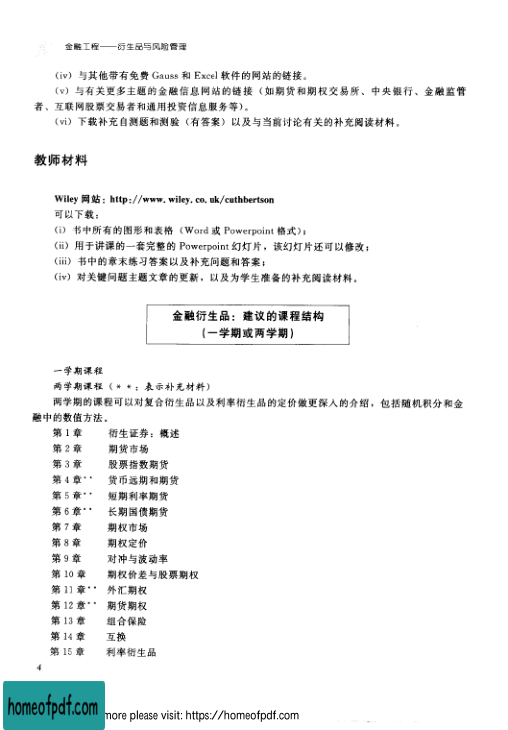 金融工程——衍生品与风险管理
(iv) 与其他带有免费 Gauss 和 Excel 软件的网站的链接。
(v) 与有关更多主题的金融信息网站的链接(如期货和期权交易所、中央银行、金融监管
者、互联网股票交易者和通用投资信息服务等)。
(vi) 下载补充自测题和测验(有答案)以及与当前讨论有关的补充阅读材料。
教师材料
Wiley 网站:http://www.wiley.co.uk/cuthbertson
可以下载:
(i) 书中所有的图形和表格(Word 或 Powerpoint 格式);
(ii) 用于讲课的一套完整的 Powerpoint 幻灯片,该幻灯片还可以修改;
(iii) 书中的章末练习答案以及补充问题和答案;
(iv) 对关键问题主题文章的更新,以及为学生准备的补充阅读材料。
金融衍生品:建议的课程结构
(一学期或两学期)
一学期课程
两学期课程(**:表示补充材料)
两学期的课程可以对复合衍生品以及利率衍生品的定价做更深入的介绍,包括随机积分和金
融中的数值方法。
第 1 章 衍生证券:概述
第 2 章 期货市场
第 3 章 股票指数期货
第 4 章** 货币远期和期货
第 5 章** 短期利率期货
第 6 章** 长期国债期货
第 7 章 期权市场
第 8 章 期权定价
第 9 章 对冲与波动率
第 10 章 期权价差与股票期权
第 11 章** 外汇期权
第 12 章** 期货期权
第 13 章 组合保险
第 14 章 互换
第 15 章 利率衍生品
4
homeofpdf.com
more please visit: https://homeofpdf.com